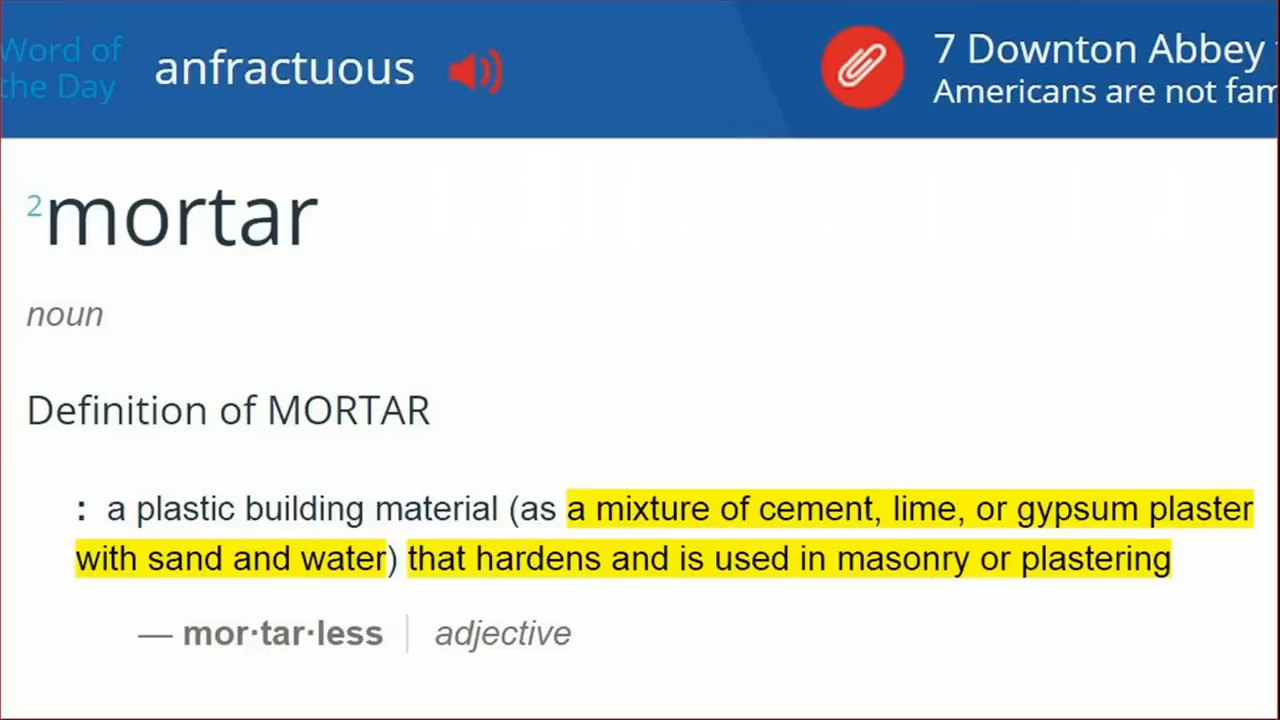 Word of
the Day
anfractuous
7 Downton Abbey
Americans are not fam
2mortar
noun
Definition of MORTAR
: a plastic building material (as a mixture of cement, lime, or gypsum plaster
with sand and water) that hardens and is used in masonry or plastering
— mor·tar·less | adjective